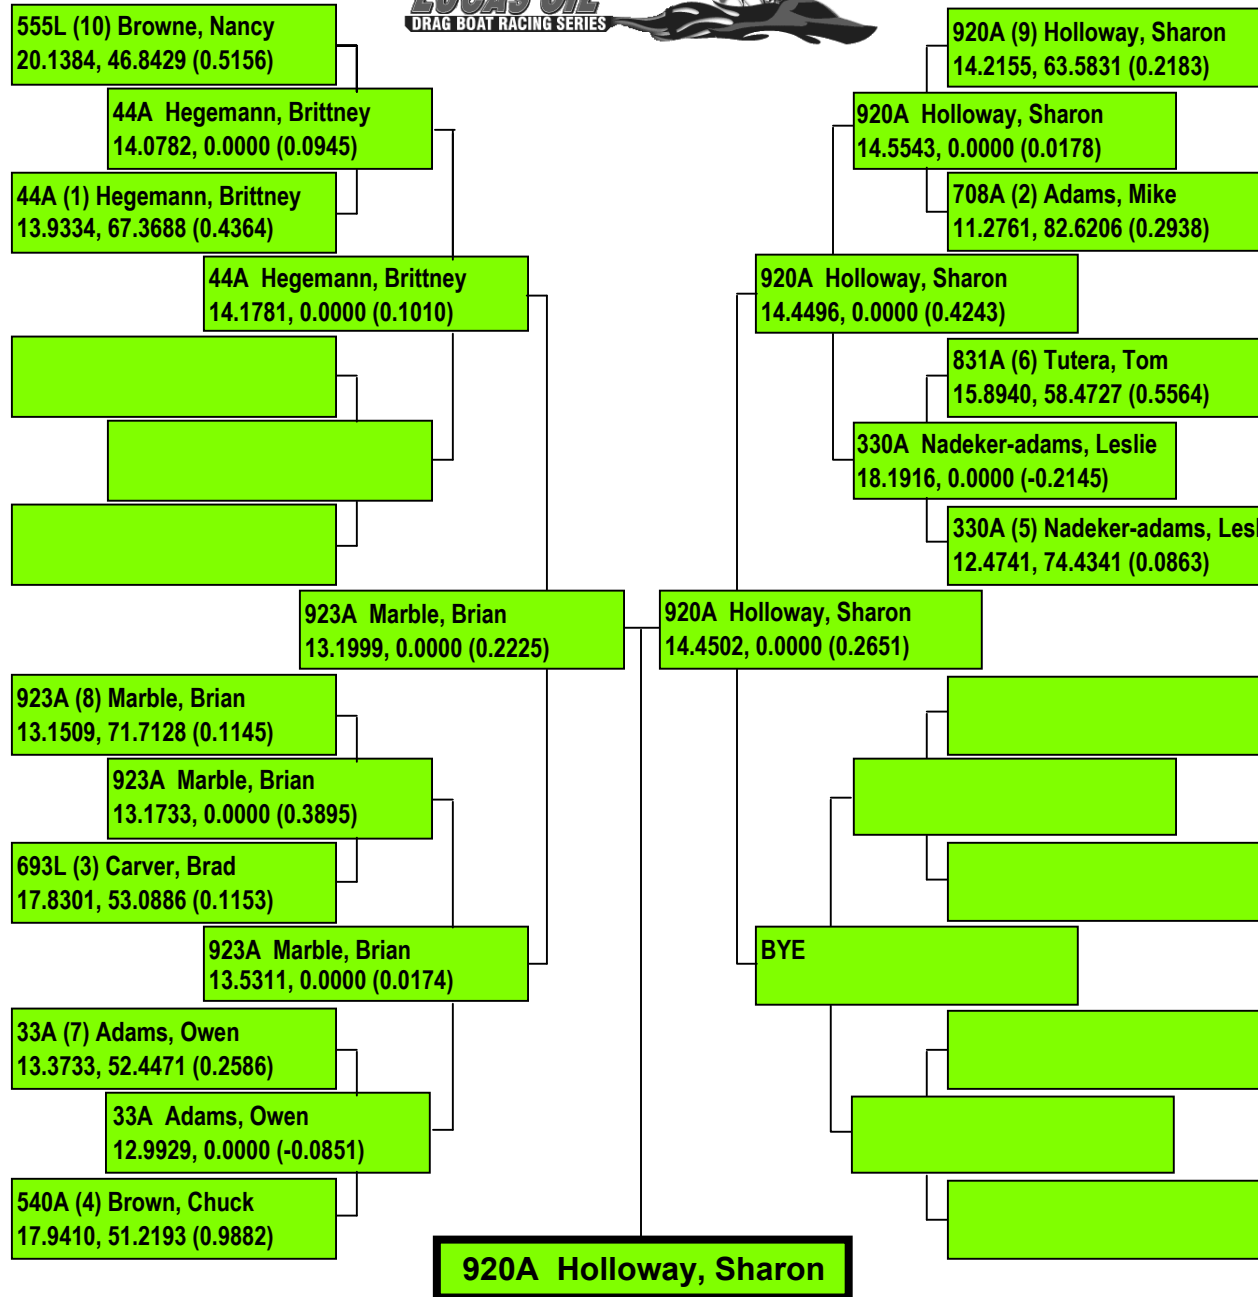 LUCAS OIL
DRAG BOAT RACING SERIES
555L (10) Browne, Nancy
20.1384, 46.8429 (0.5156)
44A Hegemann, Brittney
14.0782, 0.0000 (0.0945)
44A (1) Hegemann, Brittney
13.9334, 67.3688 (0.4364)
44A Hegemann, Brittney
14.1781, 0.0000 (0.1010)
923A Marble, Brian
13.1999, 0.0000 (0.2225)
923A (8) Marble, Brian
13.1509, 71.7128 (0.1145)
923A Marble, Brian
13.1733, 0.0000 (0.3895)
693L (3) Carver, Brad
17.8301, 53.0886 (0.1153)
923A Marble, Brian
13.5311, 0.0000 (0.0174)
33A (7) Adams, Owen
13.3733, 52.4471 (0.2586)
33A Adams, Owen
12.9929, 0.0000 (-0.0851)
540A (4) Brown, Chuck
17.9410, 51.2193 (0.9882)
920A (9) Holloway, Sharon
14.2155, 63.5831 (0.2183)
920A Holloway, Sharon
14.5543, 0.0000 (0.0178)
708A (2) Adams, Mike
11.2761, 82.6206 (0.2938)
920A Holloway, Sharon
14.4496, 0.0000 (0.4243)
831A (6) Tutera, Tom
15.8940, 58.4727 (0.5564)
330A Nadeker-adams, Leslie
18.1916, 0.0000 (-0.2145)
330A (5) Nadeker-adams, Lesl
12.4741, 74.4341 (0.0863)
920A Holloway, Sharon
14.4502, 0.0000 (0.2651)
BYE
920A Holloway, Sharon